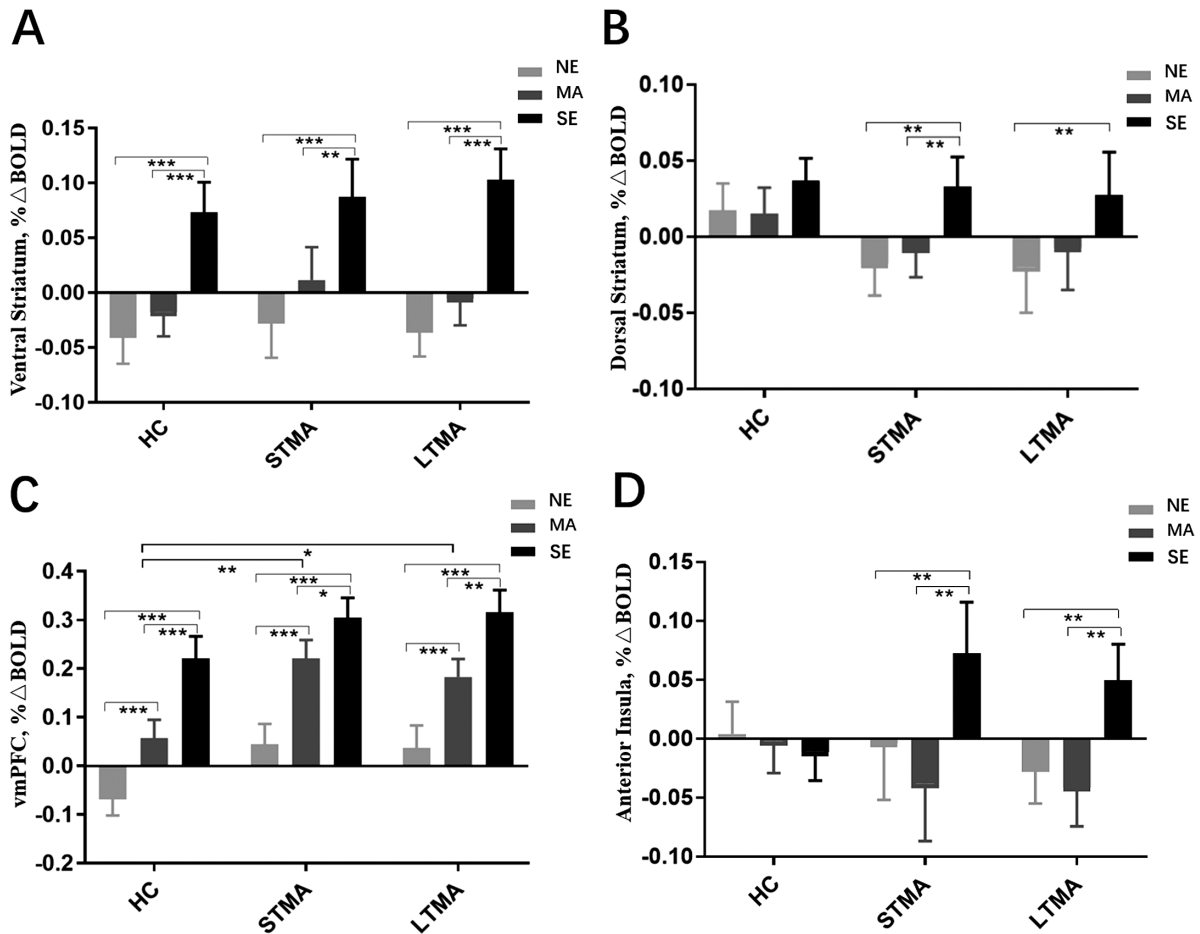 A
NE
MA
SE
Ventral Striatum, % △ BOLD
0.15
0.10
0.05
0.00
-0.05
-0.10
***
***
***
**
***
***
HC
STMA
LTMA
B
NE
MA
SE
Dorsal Striatum, % △ BOLD
0.10
0.05
0.00
-0.05
-0.10
**
**
**
HC
STMA
LTMA
C
NE
MA
SE
vmPFC, % △ BOLD
0.4
0.3
0.2
0.1
0.0
-0.1
-0.2
*
**
***
***
***
***
*
***
***
**
***
HC
STMA
LTMA
D
NE
MA
SE
Anterior Insula, % △ BOLD
0.15
0.10
0.05
0.00
-0.05
-0.10
**
**
**
**
HC
STMA
LTMA